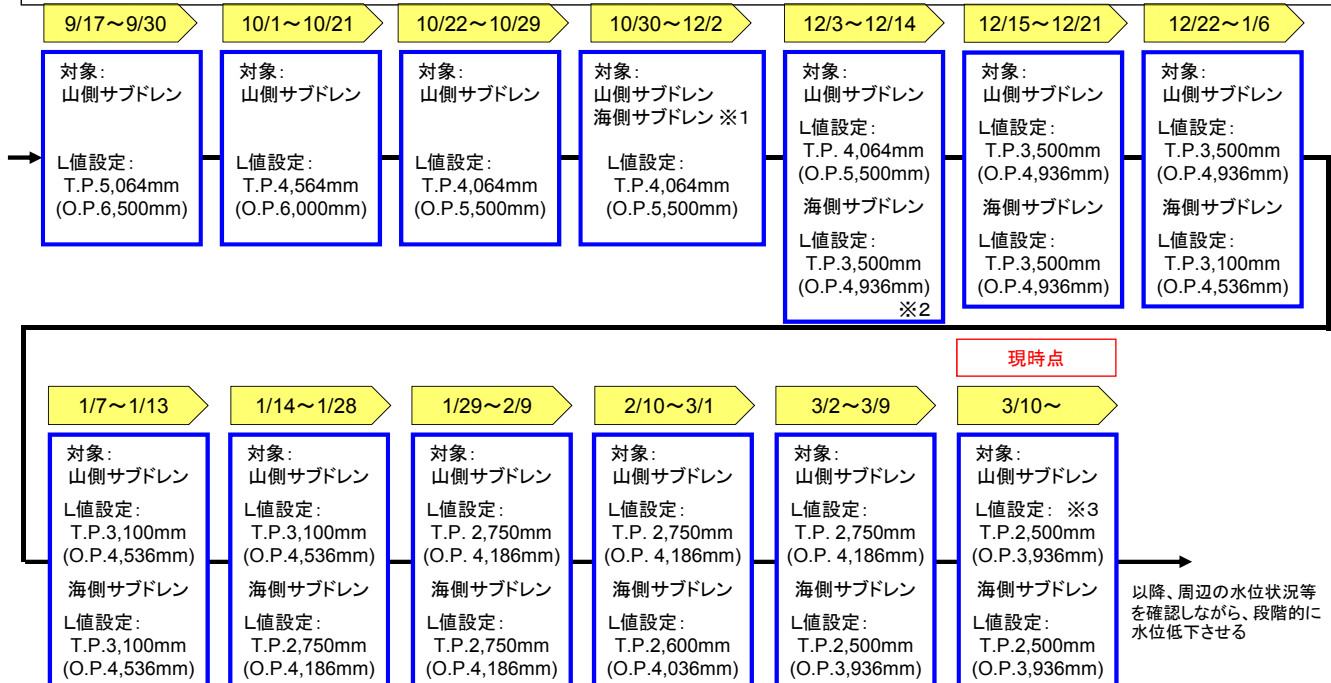 9/17～9/30
対象：
山側サブドレン
L値設定：
T.P.5,064mm
(O.P.6,500mm)
10/1～10/21
対象：
山側サブドレン
L値設定：
T.P.4,564mm
(O.P.6,000mm)
10/22～10/29
対象：
山側サブドレン
L値設定：
T.P.4,064mm
(O.P.5,500mm)
10/30～12/2
対象：
山側サブドレン
海側サブドレン ※1
L値設定：
T.P.4,064mm
(O.P.5,500mm)
12/3～12/14
対象：
山側サブドレン
L値設定：
T.P. 4,064mm
(O.P.5,500mm)
海側サブドレン
L値設定：
T.P.3,500mm
(O.P.4,936mm)
※2
12/15～12/21
対象：
山側サブドレン
L値設定：
T.P.3,500mm
(O.P.4,936mm)
海側サブドレン
L値設定：
T.P.3,500mm
(O.P.4,936mm)
12/22～1/6
対象：
山側サブドレン
L値設定：
T.P.3,500mm
(O.P.4,936mm)
海側サブドレン
L値設定：
T.P.3,100mm
(O.P.4,536mm)
1/7～1/13
対象：
山側サブドレン
L値設定：
T.P.3,100mm
(O.P.4,536mm)
海側サブドレン
L値設定：
T.P.3,100mm
(O.P.4,536mm)
1/14～1/28
対象：
山側サブドレン
L値設定：
T.P.3,100mm
(O.P.4,536mm)
海側サブドレン
L値設定：
T.P.2,750mm
(O.P.4,186mm)
1/29～2/9
対象：
山側サブドレン
L値設定：
T.P. 2,750mm
(O.P. 4,186mm)
海側サブドレン
L値設定：
T.P.2,750mm
(O.P.4,186mm)
2/10～3/1
対象：
山側サブドレン
L値設定：
T.P. 2,750mm
(O.P. 4,186mm)
海側サブドレン
L値設定：
T.P.2,600mm
(O.P.4,036mm)
3/2～3/9
対象：
山側サブドレン
L値設定：
T.P. 2,750mm
(O.P. 4,186mm)
海側サブドレン
L値設定：
T.P.2,500mm
(O.P.3,936mm)
現時点
3/10～
対象：
山側サブドレン
L値設定： ※3
T.P.2,500mm
(O.P.3,936mm)
海側サブドレン
L値設定：
T.P.2,500mm
(O.P.3,936mm)
以降、周辺の水位状況等
を確認しながら、段階的に
水位低下させる